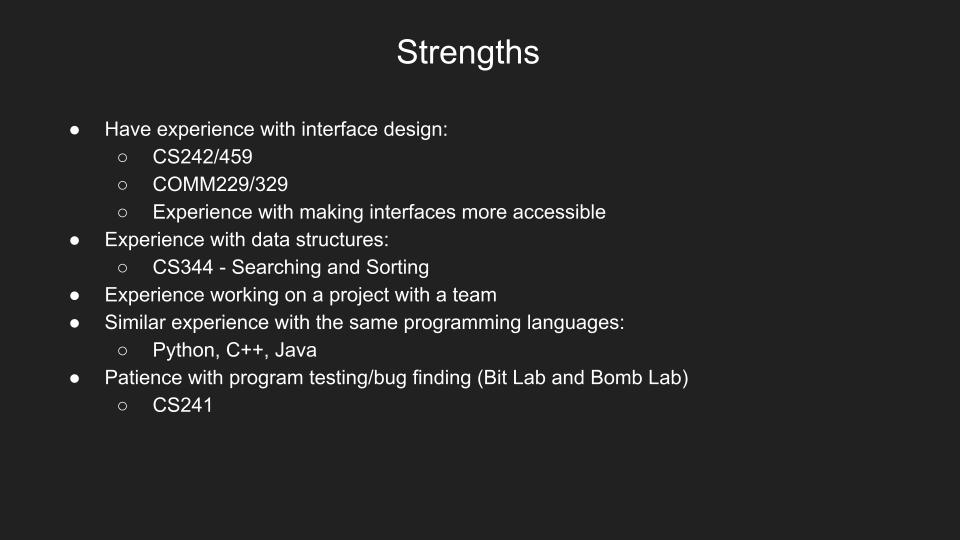 Strengths
● Have experience with interface design:
○ CS242/459
○ COMM229/329
○ Experience with making interfaces more accessible
● Experience with data structures:
○ CS344 - Searching and Sorting
● Experience working on a project with a team
● Similar experience with the same programming languages:
○ Python, C++, Java
● Patience with program testing/bug finding (Bit Lab and Bomb Lab)
○ CS241